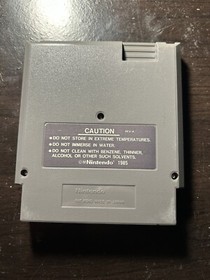 CAUTION
•DO NOT STORE IN EXTREME TEMPERATURES.
•DO NOT IMMERSE IN WATER.
•DO NOT CLEAN WITH BENZENE, THINNER,
ALCOHOL OR OTHER SUCH SOLVENTS.
©Nintendo 1985